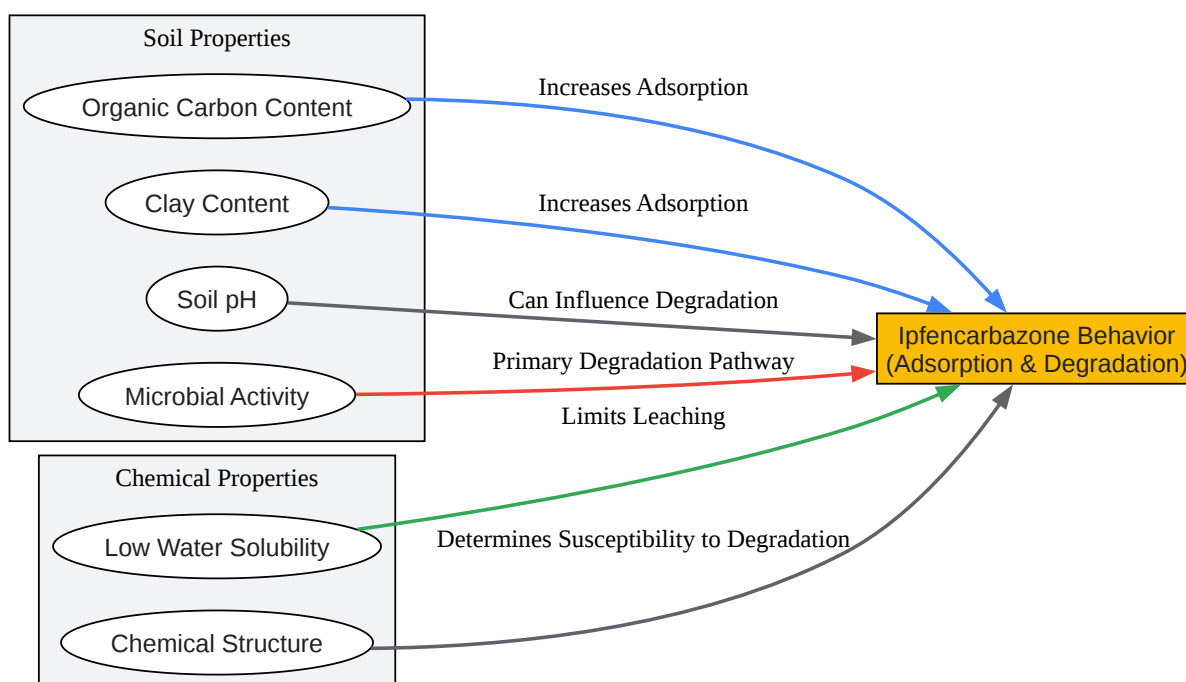 Soil Properties
Organic Carbon Content
Increases Adsorption
Clay Content
Increases Adsorption
Soil pH
Can Influence Degradation
Microbial Activity
Primary Degradation Pathway
Ipfencarbazone Behavior
(Adsorption & Degradation)
Limits Leaching
Chemical Properties
Low Water Solubility
Determines Susceptibility to Degradation
Chemical Structure